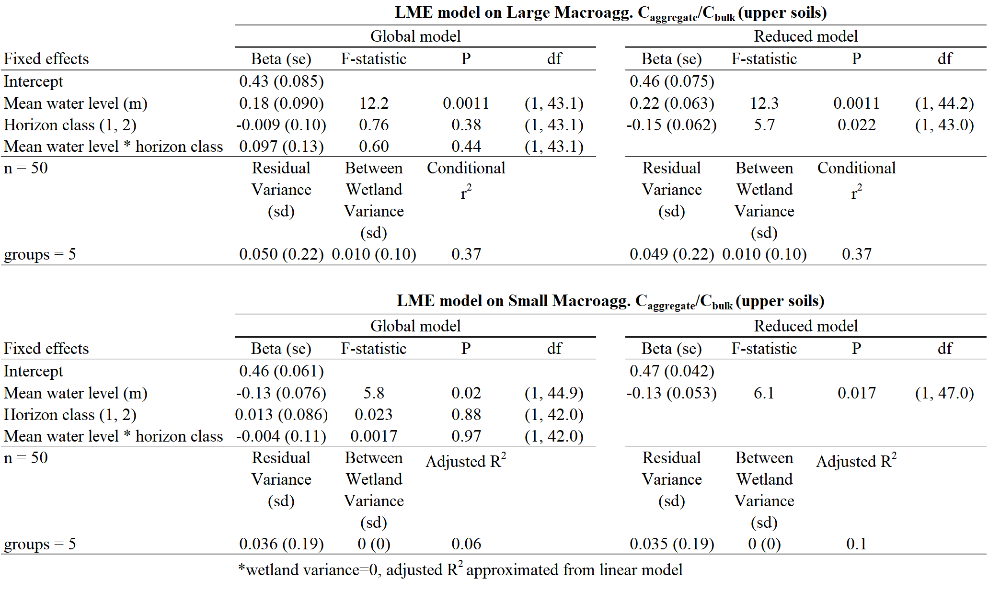 LME model on Large Macroagg. Caggregate/Cbulk (upper soils)
Global model Reduced model
Fixed effects Beta (se) F-statistic P df Beta (se) F-statistic P df
Intercept 0.43 (0.085) 0.46 (0.075)
Mean water level (m) 0.18 (0.090) 12.2 0.0011 (1, 43.1) 0.22 (0.063) 12.3 0.0011 (1, 44.2)
Horizon class (1, 2) -0.009 (0.10) 0.76 0.38 (1, 43.1) -0.15 (0.062) 5.7 0.022 (1, 43.0)
Mean water level * horizon class 0.097 (0.13) 0.60 0.44 (1, 43.1)
n = 50 Residual Between Conditional Residual Between Conditional
Variance Wetland r2 Variance Wetland r2
(sd) Variance (sd) Variance
(sd) (sd)
groups = 5 0.050 (0.22) 0.010 (0.10) 0.37 0.049 (0.22) 0.010 (0.10) 0.37
LME model on Small Macroagg. Caggregate/Cbulk (upper soils)
Global model Reduced model
Fixed effects Beta (se) F-statistic P df Beta (se) F-statistic P df
Intercept 0.46 (0.061) 0.47 (0.042)
Mean water level (m) -0.13 (0.076) 5.8 0.02 (1, 44.9) -0.13 (0.053) 6.1 0.017 (1, 47.0)
Horizon class (1, 2) 0.013 (0.086) 0.023 0.88 (1, 42.0)
Mean water level * horizon class -0.004 (0.11) 0.0017 0.97 (1, 42.0)
n = 50 Residual Between Adjusted R2 Residual Between Adjusted R2
Variance Wetland Variance Wetland
(sd) Variance (sd) Variance
(sd) (sd)
groups = 5 0.036 (0.19) 0 (0) 0.06 0.035 (0.19) 0 (0) 0.1
*wetland variance=0, adjusted R2 approximated from linear model